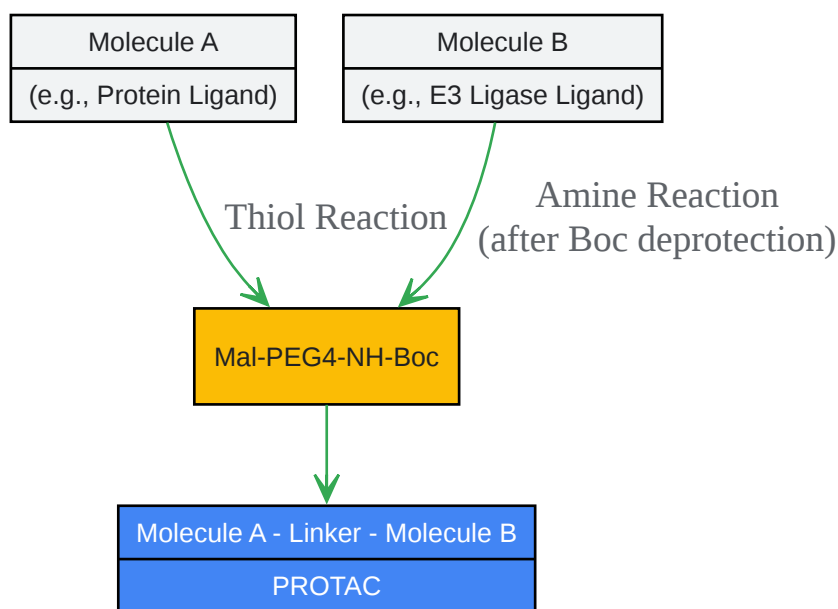 Molecule A
(e.g., Protein Ligand)
Molecule B
(e.g., E3 Ligase Ligand)
Thiol Reaction
Amine Reaction
(after Boc deprotection)
Mal-PEG4-NH-Boc
Molecule A - Linker - Molecule B
PROTAC